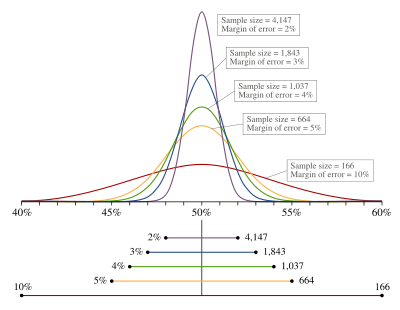 Sample size = 4,147
Margin of error = 2%
Sample size = 1,843
Margin of error = 3%
Sample size = 1,037
Margin of error = 4%
Sample size = 664
Margin of error = 5%
Sample size = 166
Margin of error = 10%
40% 45% 50% 55% 60%
2% 4,147
3% 1,843
4% 1,037
5% 664
10% 166